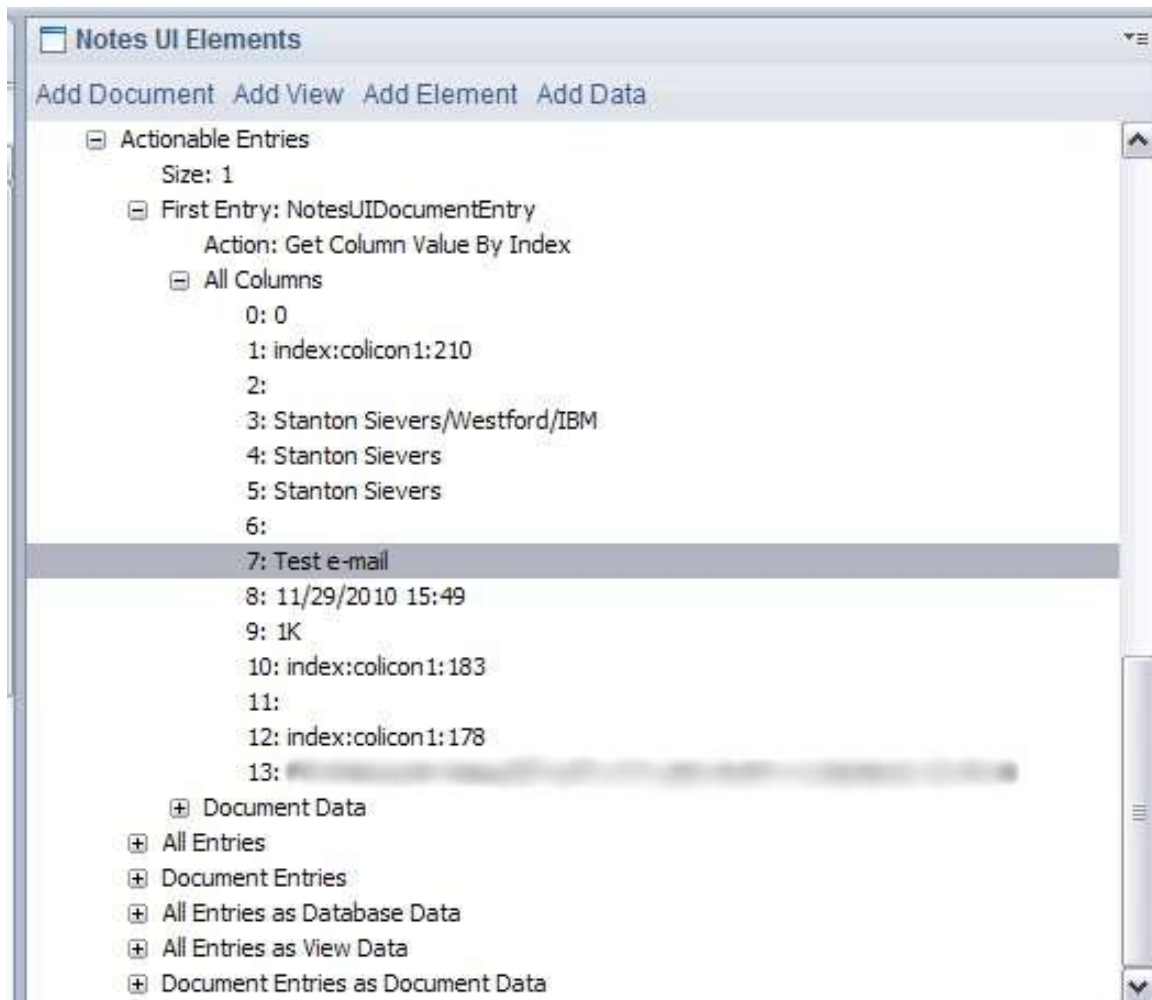 Notes UI Elements
Add Document Add View Add Element Add Data
Actionable Entries
Size: 1
First Entry: NotesUIDocumentEntry
Action: Get Column Value By Index
All Columns
0: 0
1: index:colicon1:210
2:
3: Stanton Sievers/Westford/IBM
4: Stanton Sievers
5: Stanton Sievers
6:
7: Test e-mail
8: 11/29/2010 15:49
9: 1K
10: index:colicon1:183
11:
12: index:colicon1:178
13:
Document Data
All Entries
Document Entries
All Entries as Database Data
All Entries as View Data
Document Entries as Document Data